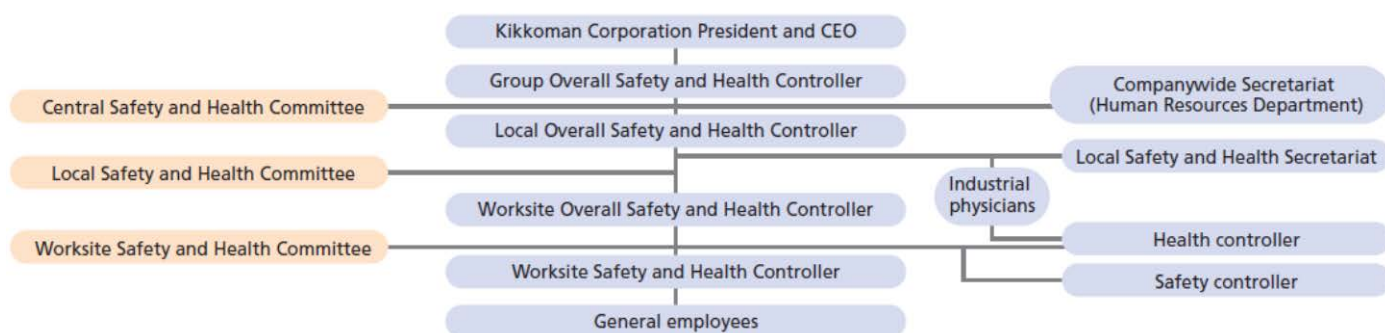 Kikkoman Corporation President and CEO
Group Overall Safety and Health Controller
Central Safety and Health Committee
Companywide Secretariat
(Human Resources Department)
Local Overall Safety and Health Controller
Local Safety and Health Committee
Local Safety and Health Secretariat
Industrial
physicians
Worksite Overall Safety and Health Controller
Worksite Safety and Health Committee
Health controller
Worksite Safety and Health Controller
Safety controller
General employees